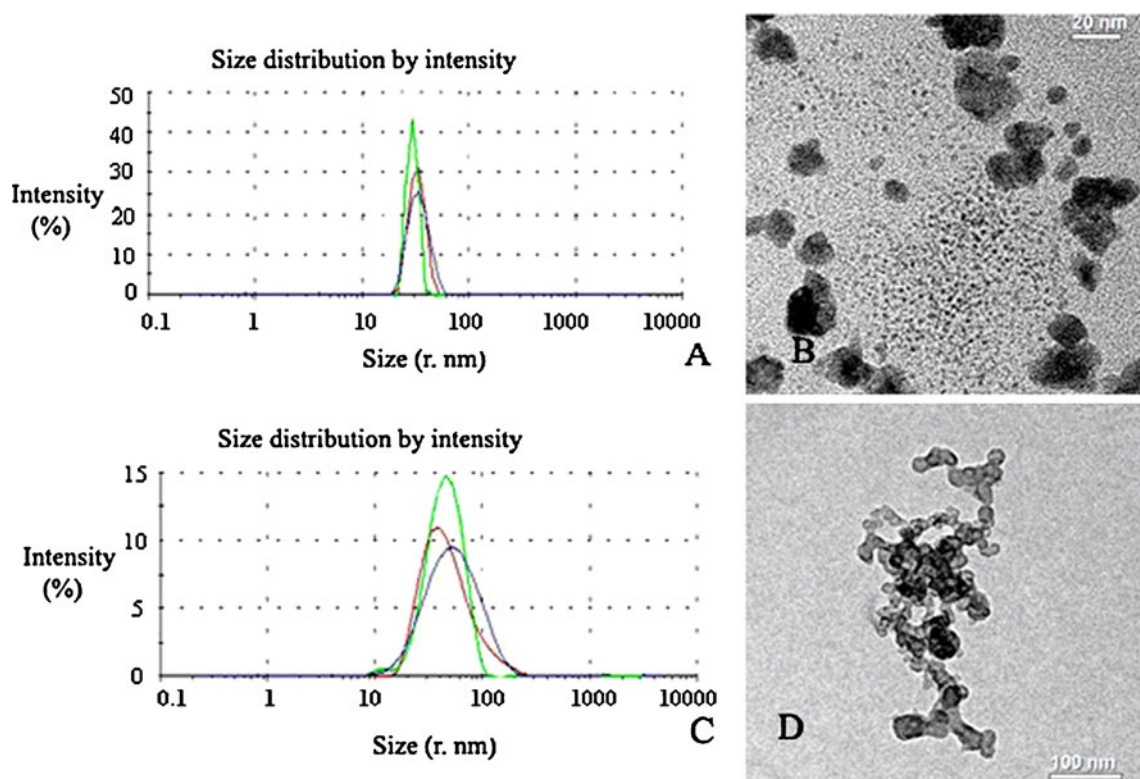 Size distribution by intensity
50
40
30
20
10
0
Intensity
(%)
0.1 1 10 100 1000 10000
Size (r. nm)
A
20 nm
B
Size distribution by intensity
15
10
5
0
Intensity
(%)
0.1 1 10 100 1000 10000
Size (r. nm)
C
D
100 nm